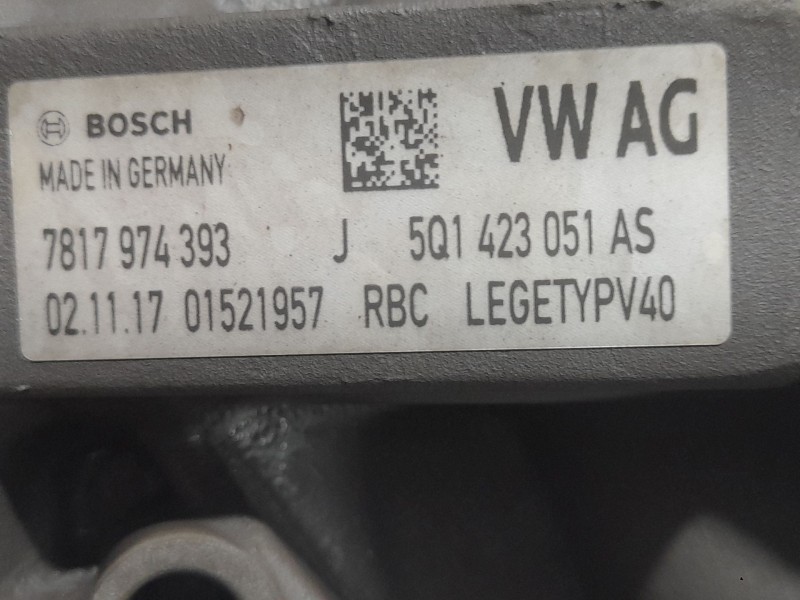 BOSCH VW AG
MADE IN GERMANY
7817 974 393 J 5Q1 423 051 AS
02.11.17 01521957 RBC LEGETYPV40